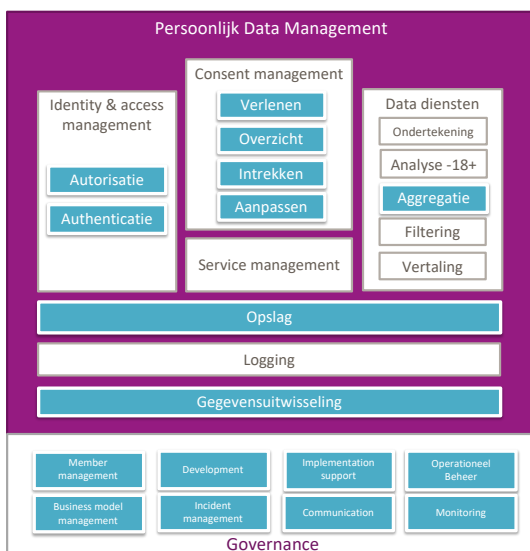 Persoonlijk Data Management
Identity & access
management
Autorisatie
Authenticatie
Consent management
Verlenen
Overzicht
Intrekken
Aanpassen
Service management
Data diensten
Ondertekening
Analyse -18+
Aggregatie
Filtering
Vertaling
Opslag
Logging
Gegevensuitwisseling
Member
management
Development
Implementation
support
Operationeel
Beheer
Business model
management
Incident
management
Communication
Monitoring
Governance